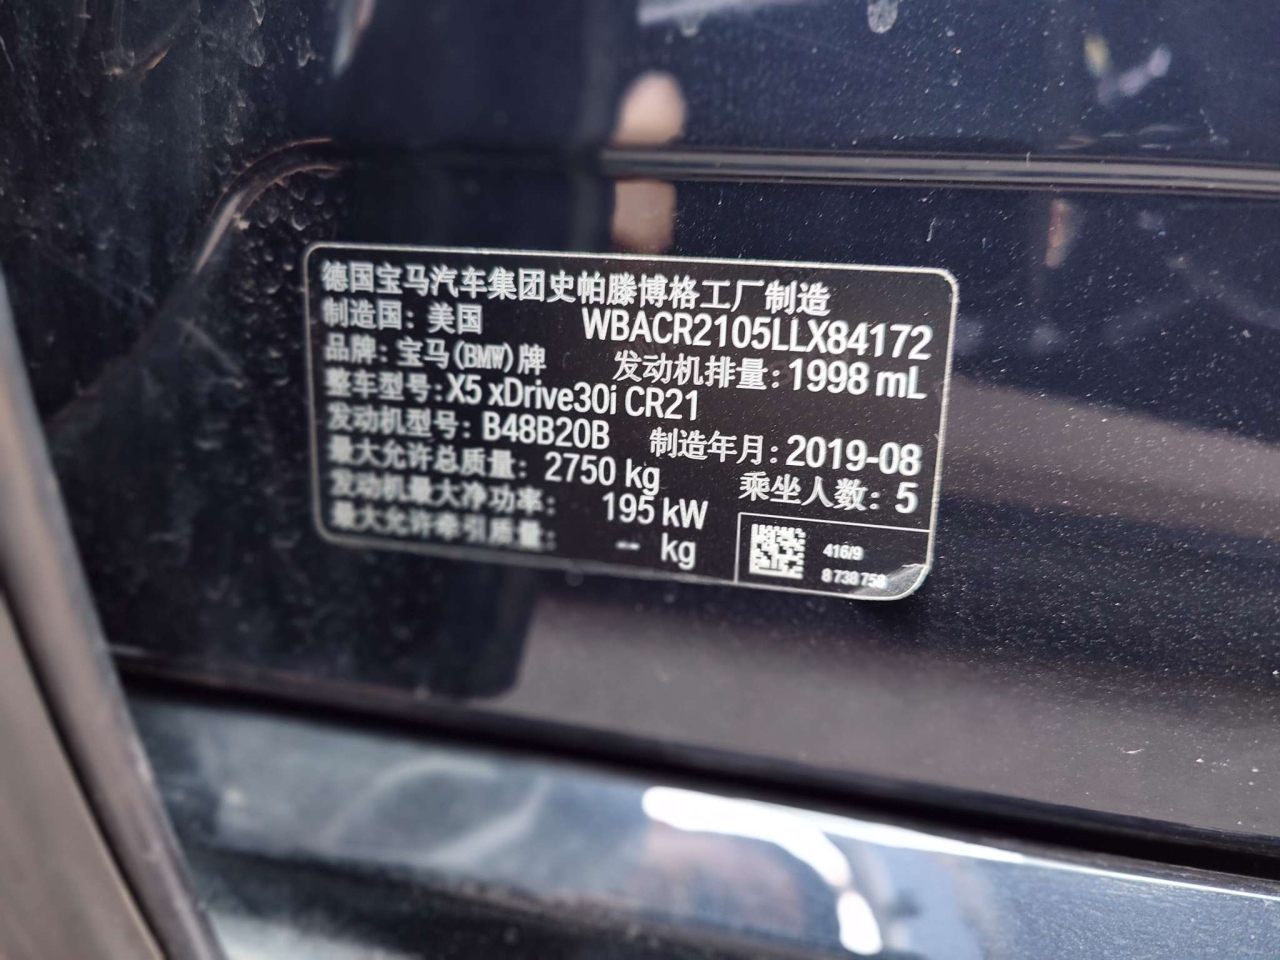 德国宝马汽车集团史帕滕博格工厂制造
制造国：美国 WBACR2105LLX84172
品牌：宝马(BMW)牌 发动机排量：1998 mL
整车型号：X5 xDrive30i CR21
发动机型号：B48B20B 制造年月：2019-08
最大允许总质量：2750 kg 乘坐人数：5
发动机最大净功率：195 kW
最大允许牵引质量：-- kg
416/9
8 738 758